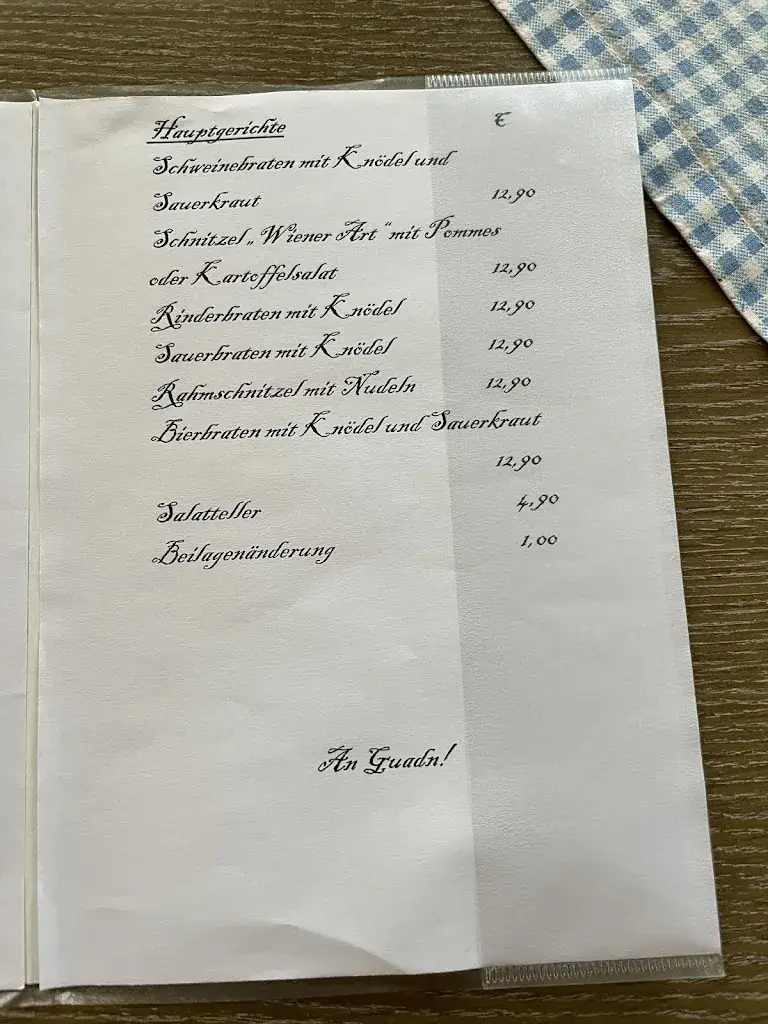 Hauptgerichte €
Schweinebraten mit Knödel und
Sauerkraut 12,90
Schnitzel „Wiener Art“ mit Pommes
oder Kartoffelsalat 12,90
Rinderbraten mit Knödel 12,90
Sauerbraten mit Knödel 12,90
Rahmschnitzel mit Nudeln 12,90
Bierbraten mit Knödel und Sauerkraut
12,90
Salatteller 4,90
Beilagenänderung 1,00
An Guadn!